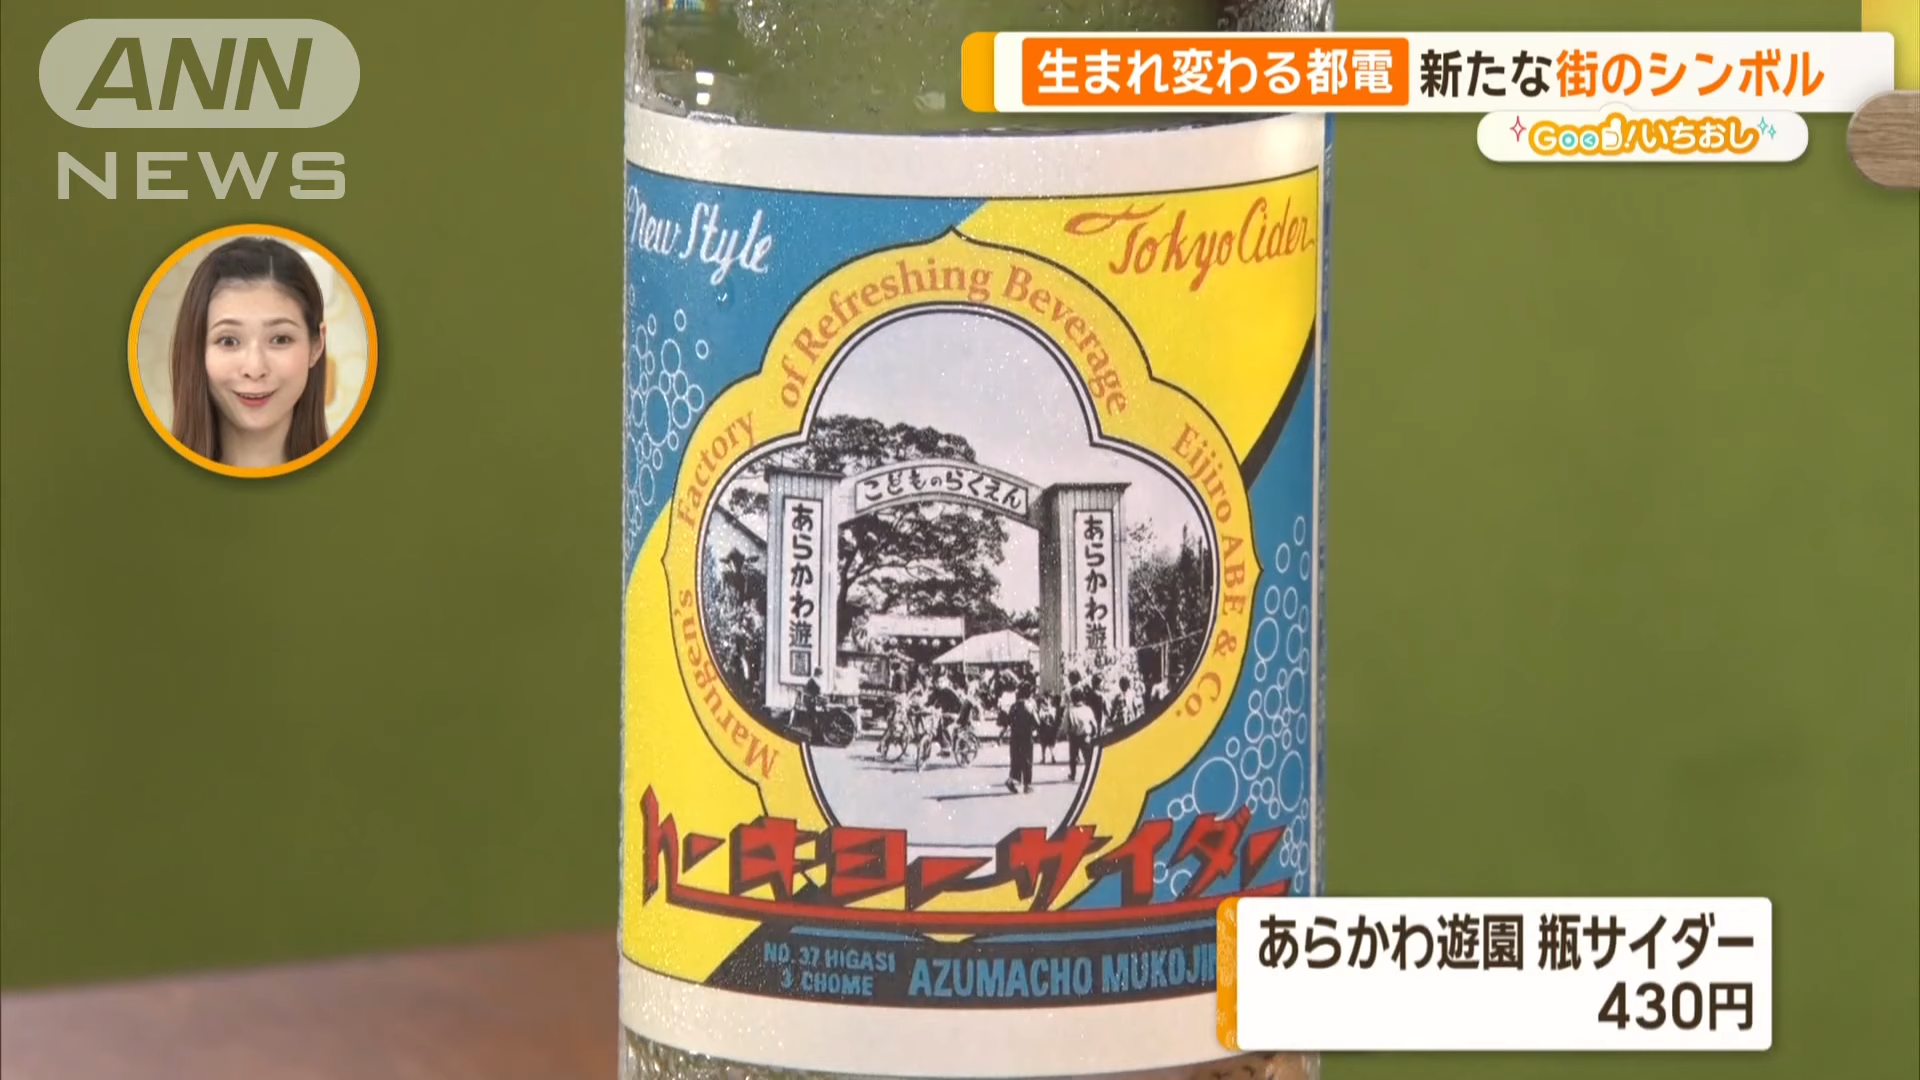 ANN
NEWS
生まれ変わる都電 新たな街のシンボル
Good!いちおし
New Style
Tokyo Cider
Marugen's Factory of Refreshing Beverage Eijiro ABE & Co.
こどものらくえん
あらかわ遊園
あらかわ遊園
トーキョーサイダー
NO. 37 HIGASI
3 CHOME
AZUMACHO MUKOJI
あらかわ遊園 瓶サイダー
430円